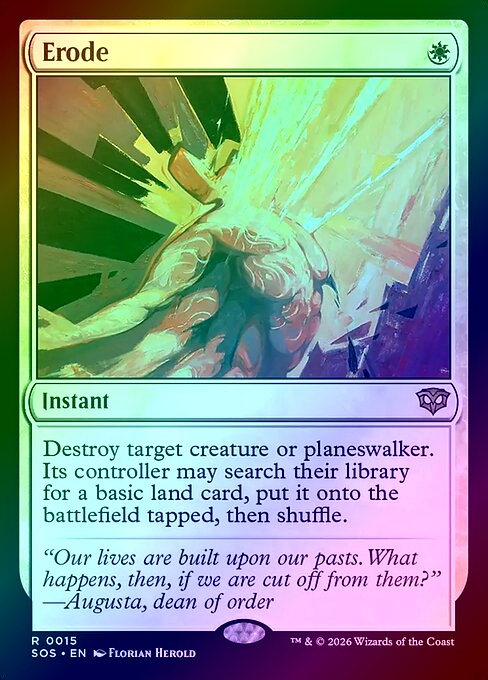 Erode
Instant
Destroy target creature or planeswalker.
Its controller may search their library
for a basic land card, put it onto the
battlefield tapped, then shuffle.
“Our lives are built upon our pasts. What
happens, then, if we are cut off from them?”
—Augusta, dean of order
R 0015
SOS • EN Florian Herold
™ & © 2026 Wizards of the Coast